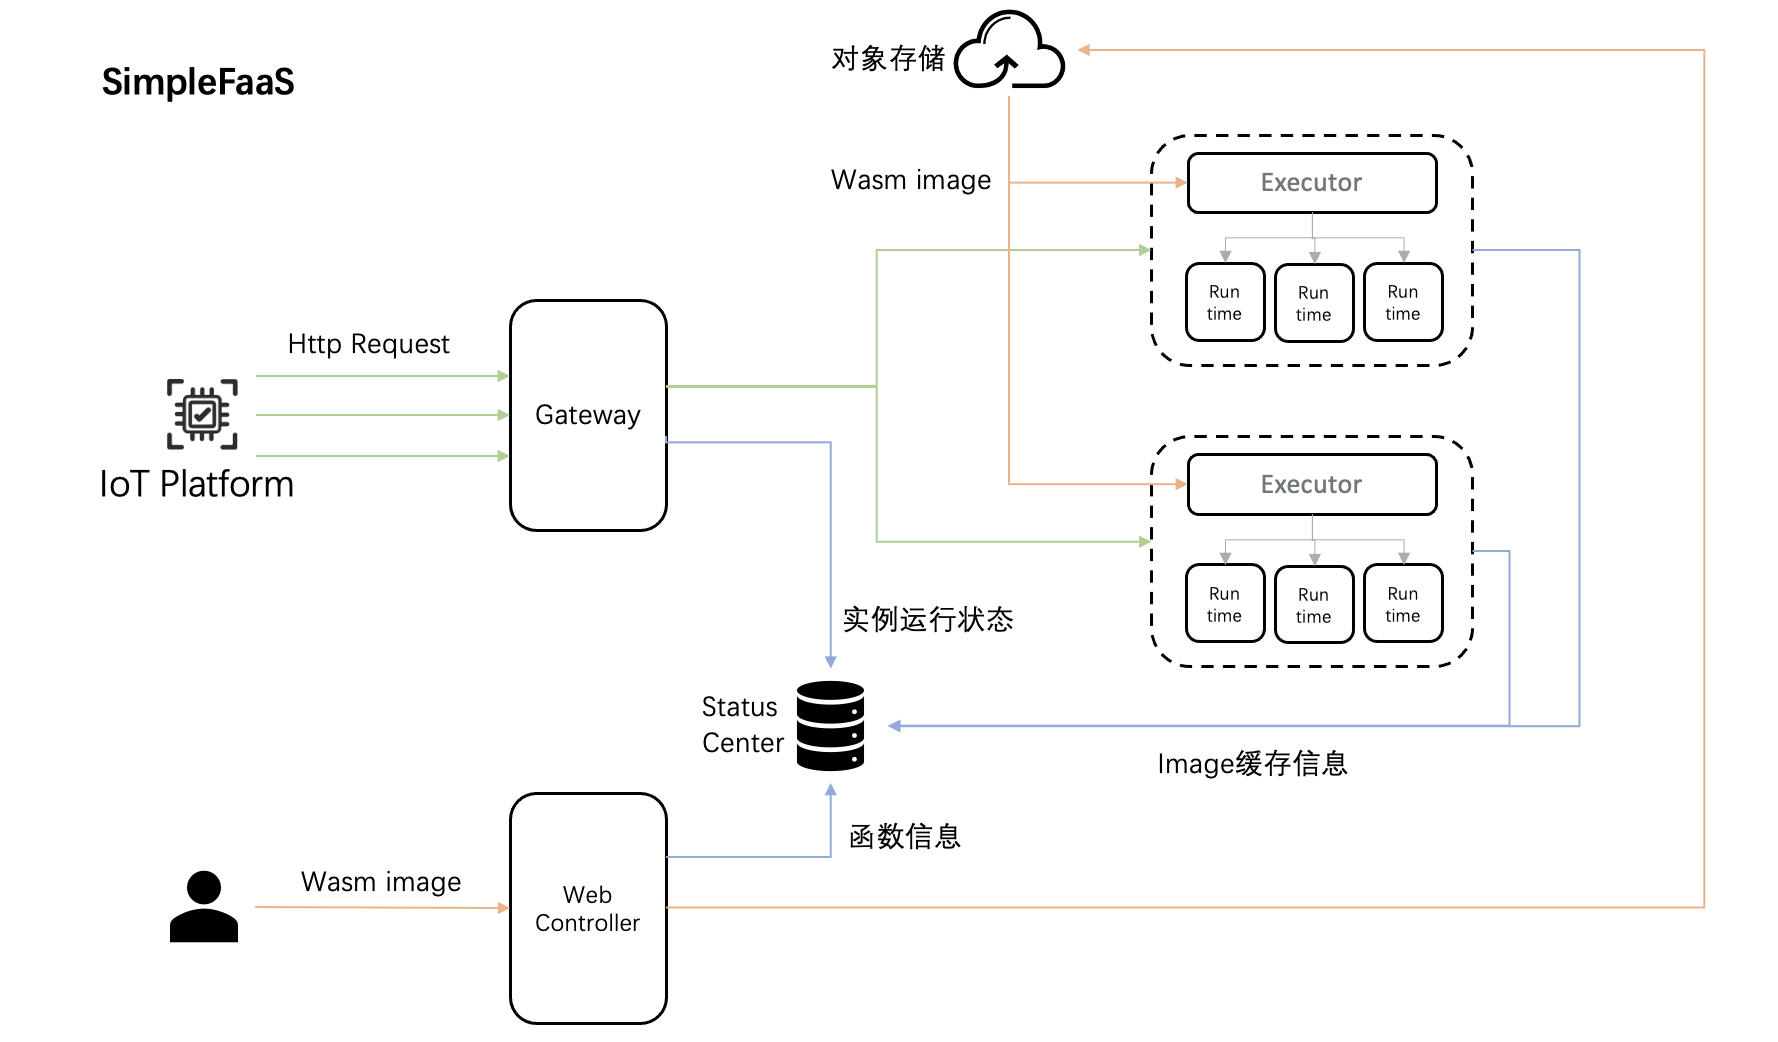 对象存储
SimpleFaaS
Wasm image
Executor
Run
time
Run
time
Run
time
Http Request
Gateway
IoT Platform
Executor
Run
time
Run
time
Run
time
实例运行状态
Status
Center
Image缓存信息
函数信息
Wasm image
Web
Controller